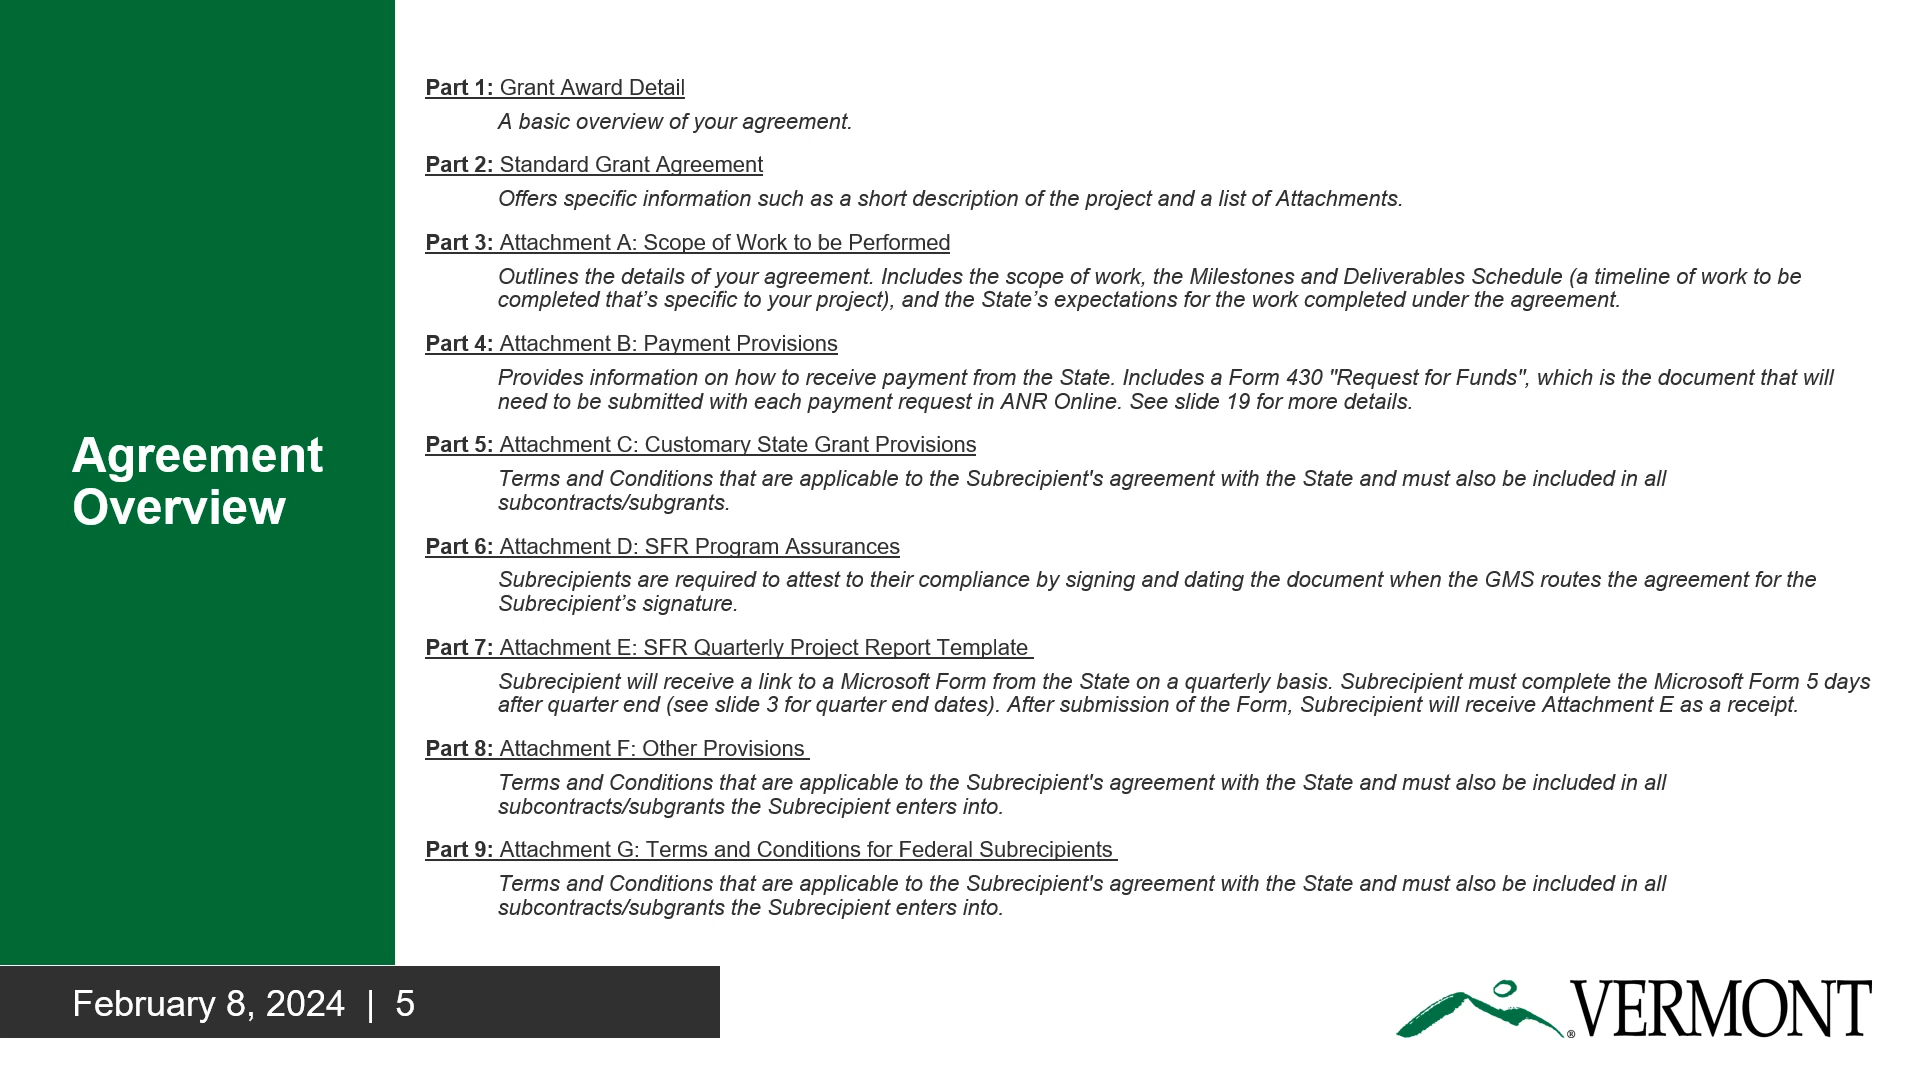 Agreement
Overview
Part 1: Grant Award Detail
A basic overview of your agreement.
Part 2: Standard Grant Agreement
Offers specific information such as a short description of the project and a list of Attachments.
Part 3: Attachment A: Scope of Work to be Performed
Outlines the details of your agreement. Includes the scope of work, the Milestones and Deliverables Schedule (a timeline of work to be
completed that’s specific to your project), and the State’s expectations for the work completed under the agreement.
Part 4: Attachment B: Payment Provisions
Provides information on how to receive payment from the State. Includes a Form 430 "Request for Funds", which is the document that will
need to be submitted with each payment request in ANR Online. See slide 19 for more details.
Part 5: Attachment C: Customary State Grant Provisions
Terms and Conditions that are applicable to the Subrecipient's agreement with the State and must also be included in all
subcontracts/subgrants.
Part 6: Attachment D: SFR Program Assurances
Subrecipients are required to attest to their compliance by signing and dating the document when the GMS routes the agreement for the
Subrecipient’s signature.
Part 7: Attachment E: SFR Quarterly Project Report Template
Subrecipient will receive a link to a Microsoft Form from the State on a quarterly basis. Subrecipient must complete the Microsoft Form 5 days
after quarter end (see slide 3 for quarter end dates). After submission of the Form, Subrecipient will receive Attachment E as a receipt.
Part 8: Attachment F: Other Provisions
Terms and Conditions that are applicable to the Subrecipient's agreement with the State and must also be included in all
subcontracts/subgrants the Subrecipient enters into.
Part 9: Attachment G: Terms and Conditions for Federal Subrecipients
Terms and Conditions that are applicable to the Subrecipient's agreement with the State and must also be included in all
subcontracts/subgrants the Subrecipient enters into.
February 8, 2024 | 5
® VERMONT